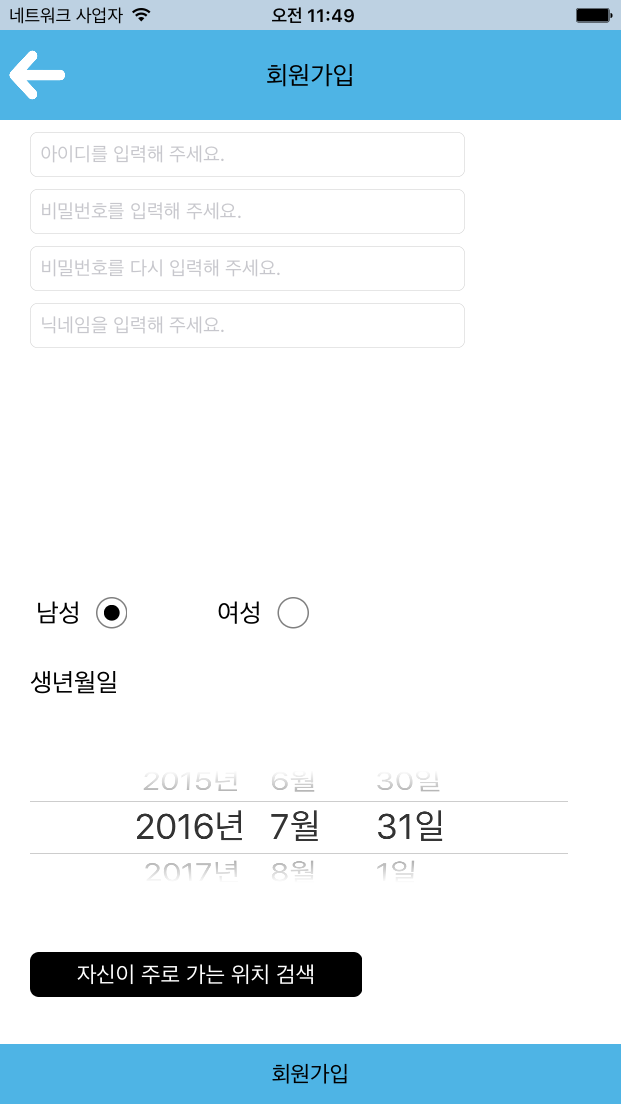 네트워크 사업자 오전 11:49
회원가입
아이디를 입력해 주세요.
비밀번호를 입력해 주세요.
비밀번호를 다시 입력해 주세요.
닉네임을 입력해 주세요.
남성 여성
생년월일
2015년 6월 30일
2016년 7월 31일
2017년 8월 1일
자신이 주로 가는 위치 검색
회원가입